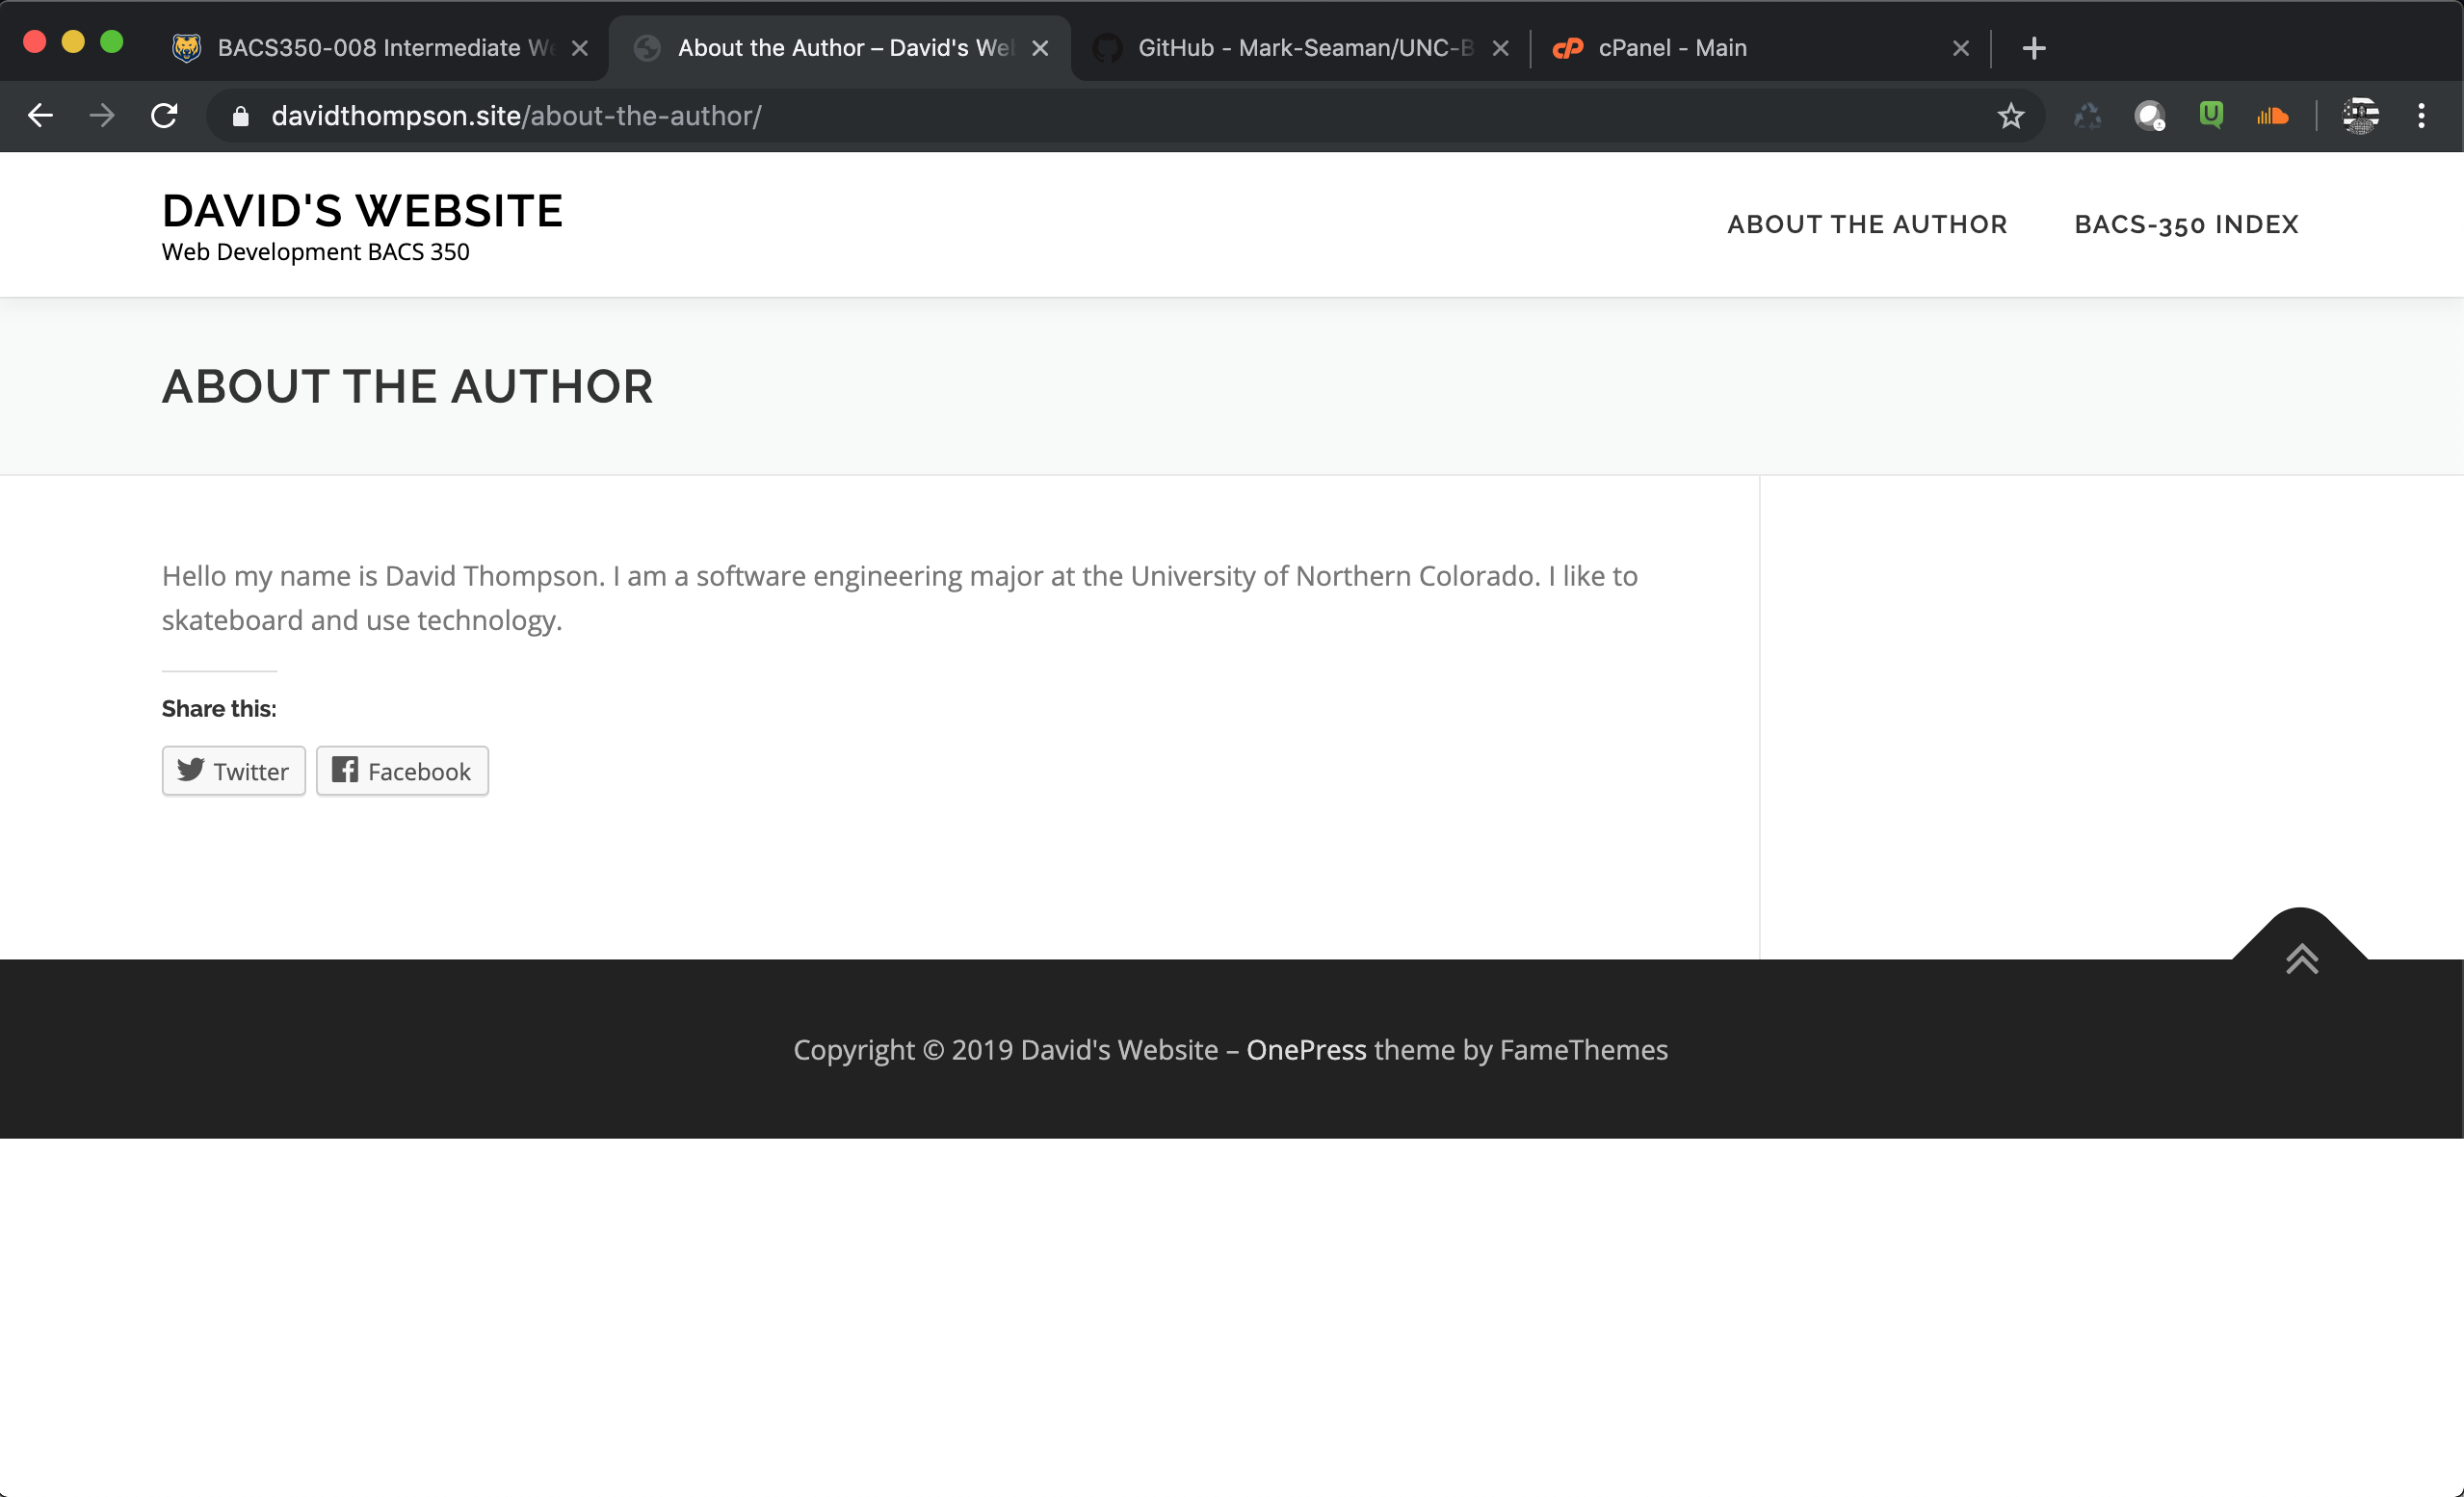 BACS350-008 Intermediate We
About the Author – David's Web
GitHub - Mark-Seaman/UNC-B
cPanel - Main
davidthompson.site/about-the-author/
DAVID'S WEBSITE
Web Development BACS 350
ABOUT THE AUTHOR
BACS-350 INDEX
ABOUT THE AUTHOR
Hello my name is David Thompson. I am a software engineering major at the University of Northern Colorado. I like to
skateboard and use technology.
Share this:
Twitter
Facebook
Copyright © 2019 David's Website – OnePress theme by FameThemes